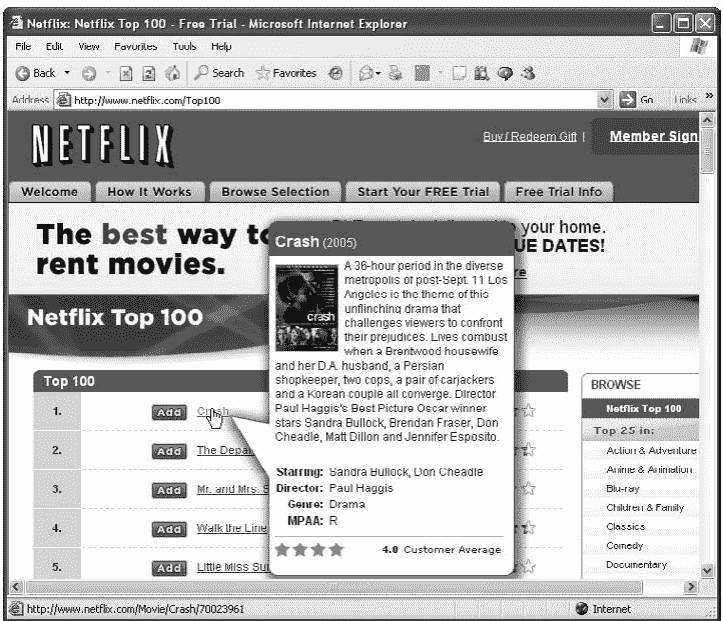 Netflix: Netflix Top 100 - Free Trial - Microsoft Internet Explorer
File Edit View Favorites Tools Help
Back Search Favorites
Address http://www.netflix.com/Top100 Go Links »
NETFLIX
Buy / Redeem Gift | Member Sign
Welcome How It Works Browse Selection Start Your FREE Trial Free Trial Info
The best way to
rent movies.
your home.
UE DATES!
Netflix Top 100
Crash (2005)
A 36-hour period in the diverse
metropolis of post-Sept. 11 Los
Angeles is the theme of this
unflinching drama that
challenges viewers to confront
their prejudices. Lives combust
when a Brentwood housewife
and her D.A. husband, a Persian
shopkeeper, two cops, a pair of carjackers
and a Korean couple all converge. Director
Paul Haggis's Best Picture Oscar winner
stars Sandra Bullock, Brendan Fraser, Don
Cheadle, Matt Dillon and Jennifer Esposito.
Starring: Sandra Bullock, Don Cheadle
Director: Paul Haggis
Genre: Drama
MPAA: R
4.0 Customer Average
crash
Top 100
1. Add Crash
2. Add The Depa
3. Add Mr. and Mrs. S
4. Add Walk the Line
5. Add Little Miss Su
BROWSE
Netflix Top 100
Top 25 in:
Action & Adventure
Anime & Animation
Blu-ray
Children & Family
Classics
Comedy
Documentary
http://www.netflix.com/Movie/Crash/70023961 Internet